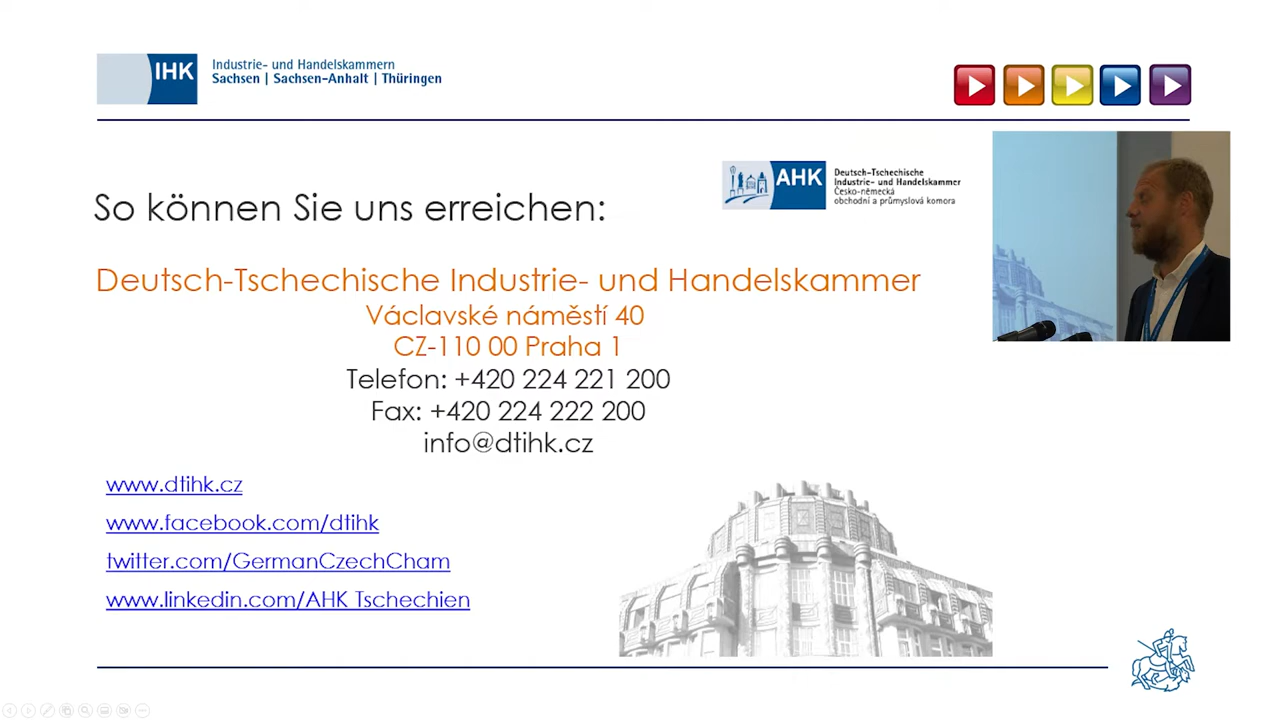 IHK
Industrie- und Handelskammern
Sachsen | Sachsen-Anhalt | Thüringen
AHK
Deutsch-Tschechische
Industrie- und Handelskammer
Česko-německá
obchodní a průmyslová komora
So können Sie uns erreichen:
Deutsch-Tschechische Industrie- und Handelskammer
Václavské náměstí 40
CZ-110 00 Praha 1
Telefon: +420 224 221 200
Fax: +420 224 222 200
info@dtihk.cz
www.dtihk.cz
www.facebook.com/dtihk
twitter.com/GermanCzechCham
www.linkedin.com/AHK Tschechien